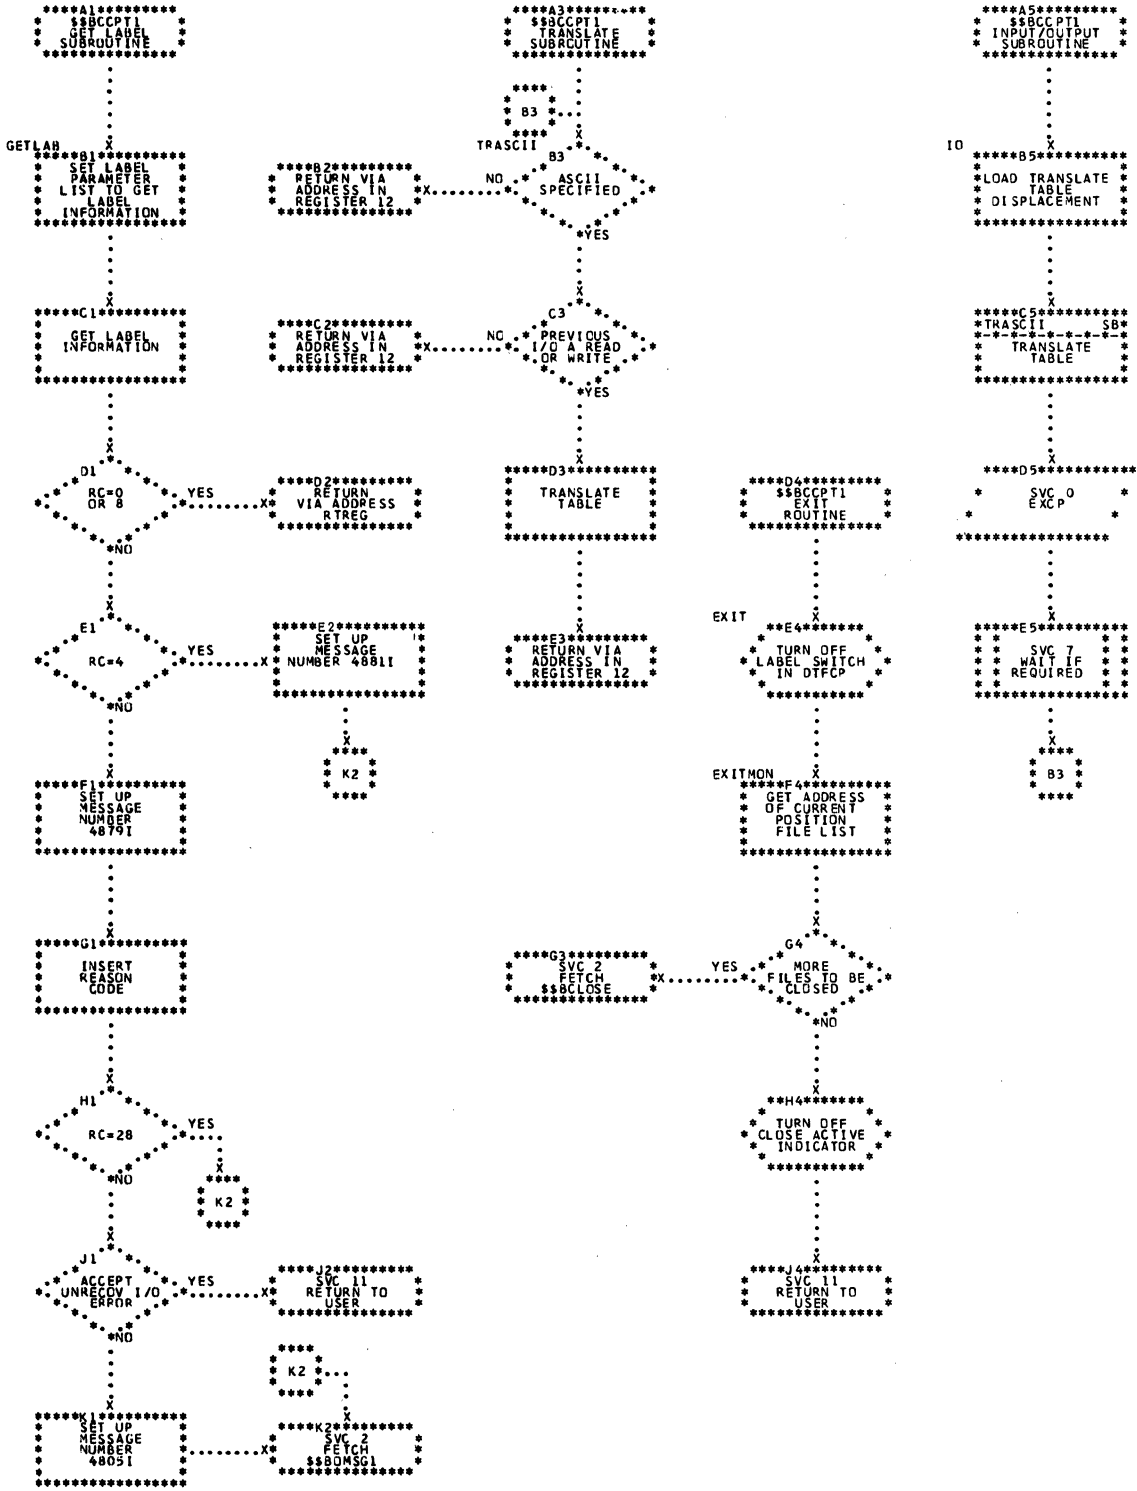 A1
$$BCCPT1
GET LABEL
SUBROUTINE
GETLAB
B1
SET LABEL
PARAMETER
LIST TO GET
LABEL
INFORMATION
C1
GET LABEL
INFORMATION
D1
RC=0
OR 8
YES
NO
D2
RETURN
VIA ADDRESS
RTREG
E1
RC=4
YES
NO
E2
SET UP
MESSAGE
NUMBER 4881I
K2
F1
SET UP
MESSAGE
NUMBER
4879I
G1
INSERT
REASON
CODE
H1
RC=28
YES
NO
K2
J1
ACCEPT
UNRECOV I/O
ERROR
YES
NO
J2
SVC 11
RETURN TO
USER
K1
SET UP
MESSAGE
NUMBER
4805I
K2
K2
SVC 2
FETCH
$$BOMSG1
A3
$$BCCPT1
TRANSLATE
SUBROUTINE
B3
TRASCII
B3
ASCII
SPECIFIED
NO
YES
B2
RETURN VIA
ADDRESS IN
REGISTER 12
C3
PREVIOUS
I/O A READ
OR WRITE
NO
YES
C2
RETURN VIA
ADDRESS IN
REGISTER 12
D3
TRANSLATE
TABLE
E3
RETURN VIA
ADDRESS IN
REGISTER 12
D4
$$BCCPT1
EXIT
ROUTINE
EXIT
E4
TURN OFF
LABEL SWITCH
IN DTFCP
EXITMON
F4
GET ADDRESS
OF CURRENT
POSITION
FILE LIST
G4
MORE
FILES TO BE
CLOSED
YES
NO
G3
SVC 2
FETCH
$$BCLOSE
H4
TURN OFF
CLOSE ACTIVE
INDICATOR
J4
SVC 11
RETURN TO
USER
A5
$$BCCPT1
INPUT/OUTPUT
SUBROUTINE
IO
B5
LOAD TRANSLATE
TABLE
DISPLACEMENT
C5
TRASCII SB
TRANSLATE
TABLE
D5
SVC 0
EXCP
E5
SVC 7
WAIT IF
REQUIRED
B3